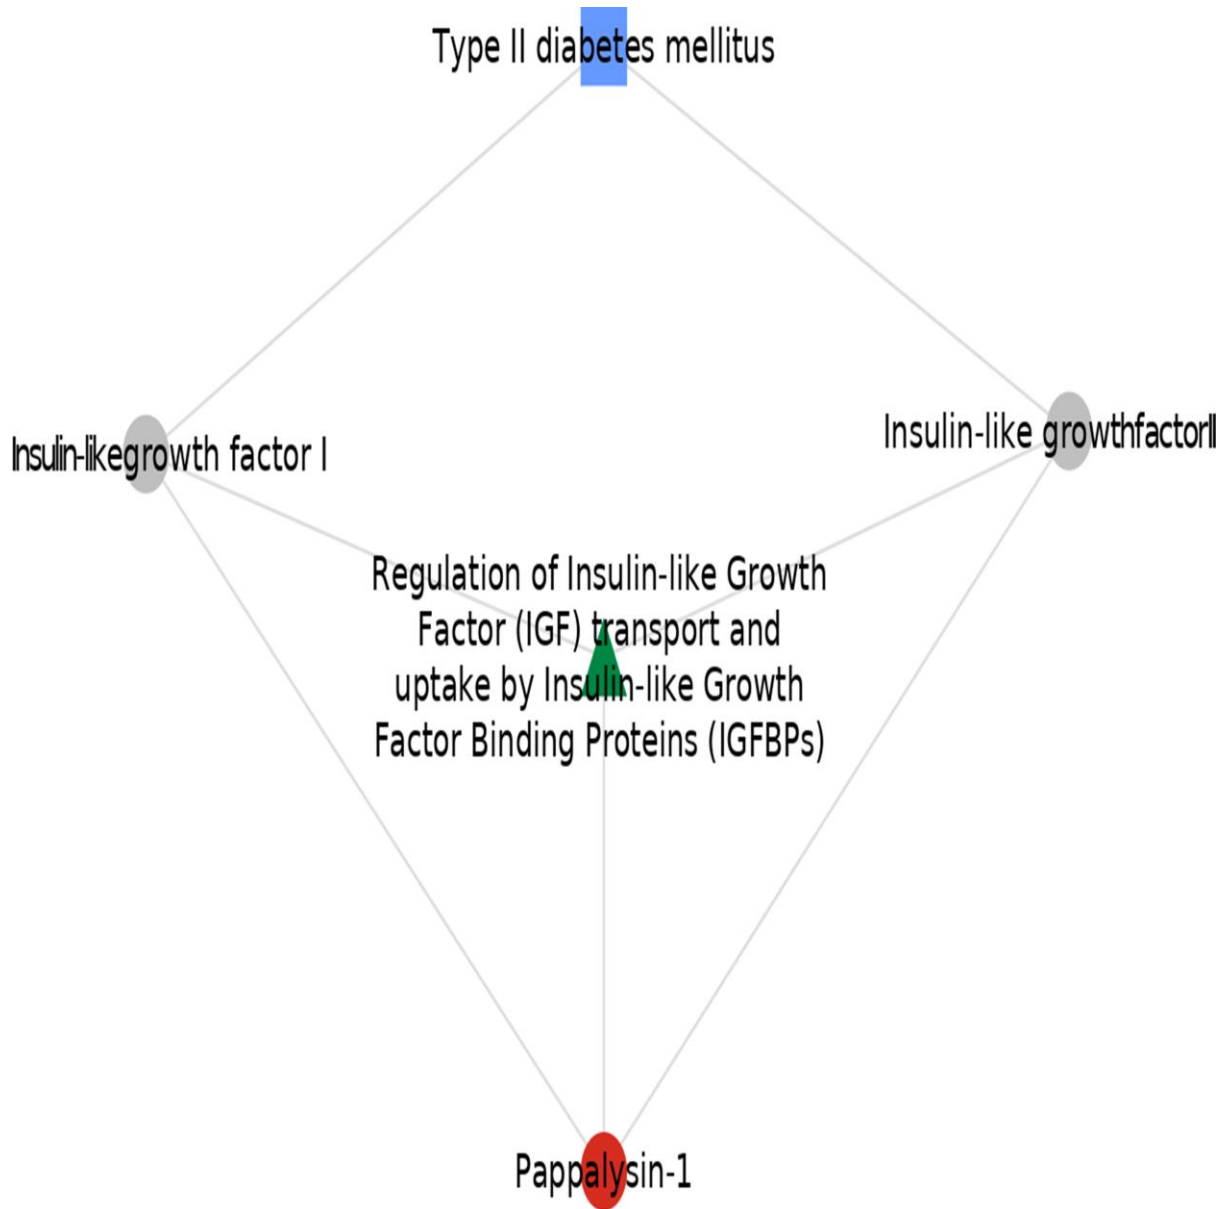 Type II diabetes mellitus
Insulin-like growthfactorII
Insulin-likegrowth factor I
Regulation of Insulin-like Growth
Factor (IGF) transport and
uptake by Insulin-like Growth
Factor Binding Proteins (IGFBPs)
Pappalysin-1